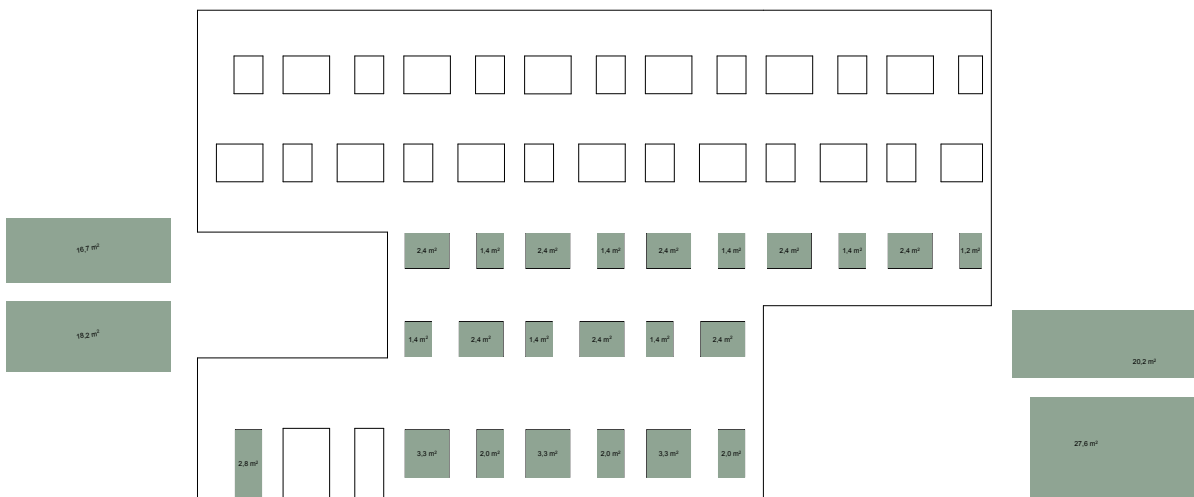 16,7 m²
18,2 m²
2,4 m²
1,4 m²
2,4 m²
1,4 m²
2,4 m²
1,4 m²
2,4 m²
1,4 m²
2,4 m²
1,2 m²
1,4 m²
2,4 m²
1,4 m²
2,4 m²
1,4 m²
2,4 m²
20,2 m²
2,8 m²
3,3 m²
2,0 m²
3,3 m²
2,0 m²
3,3 m²
2,0 m²
27,6 m²